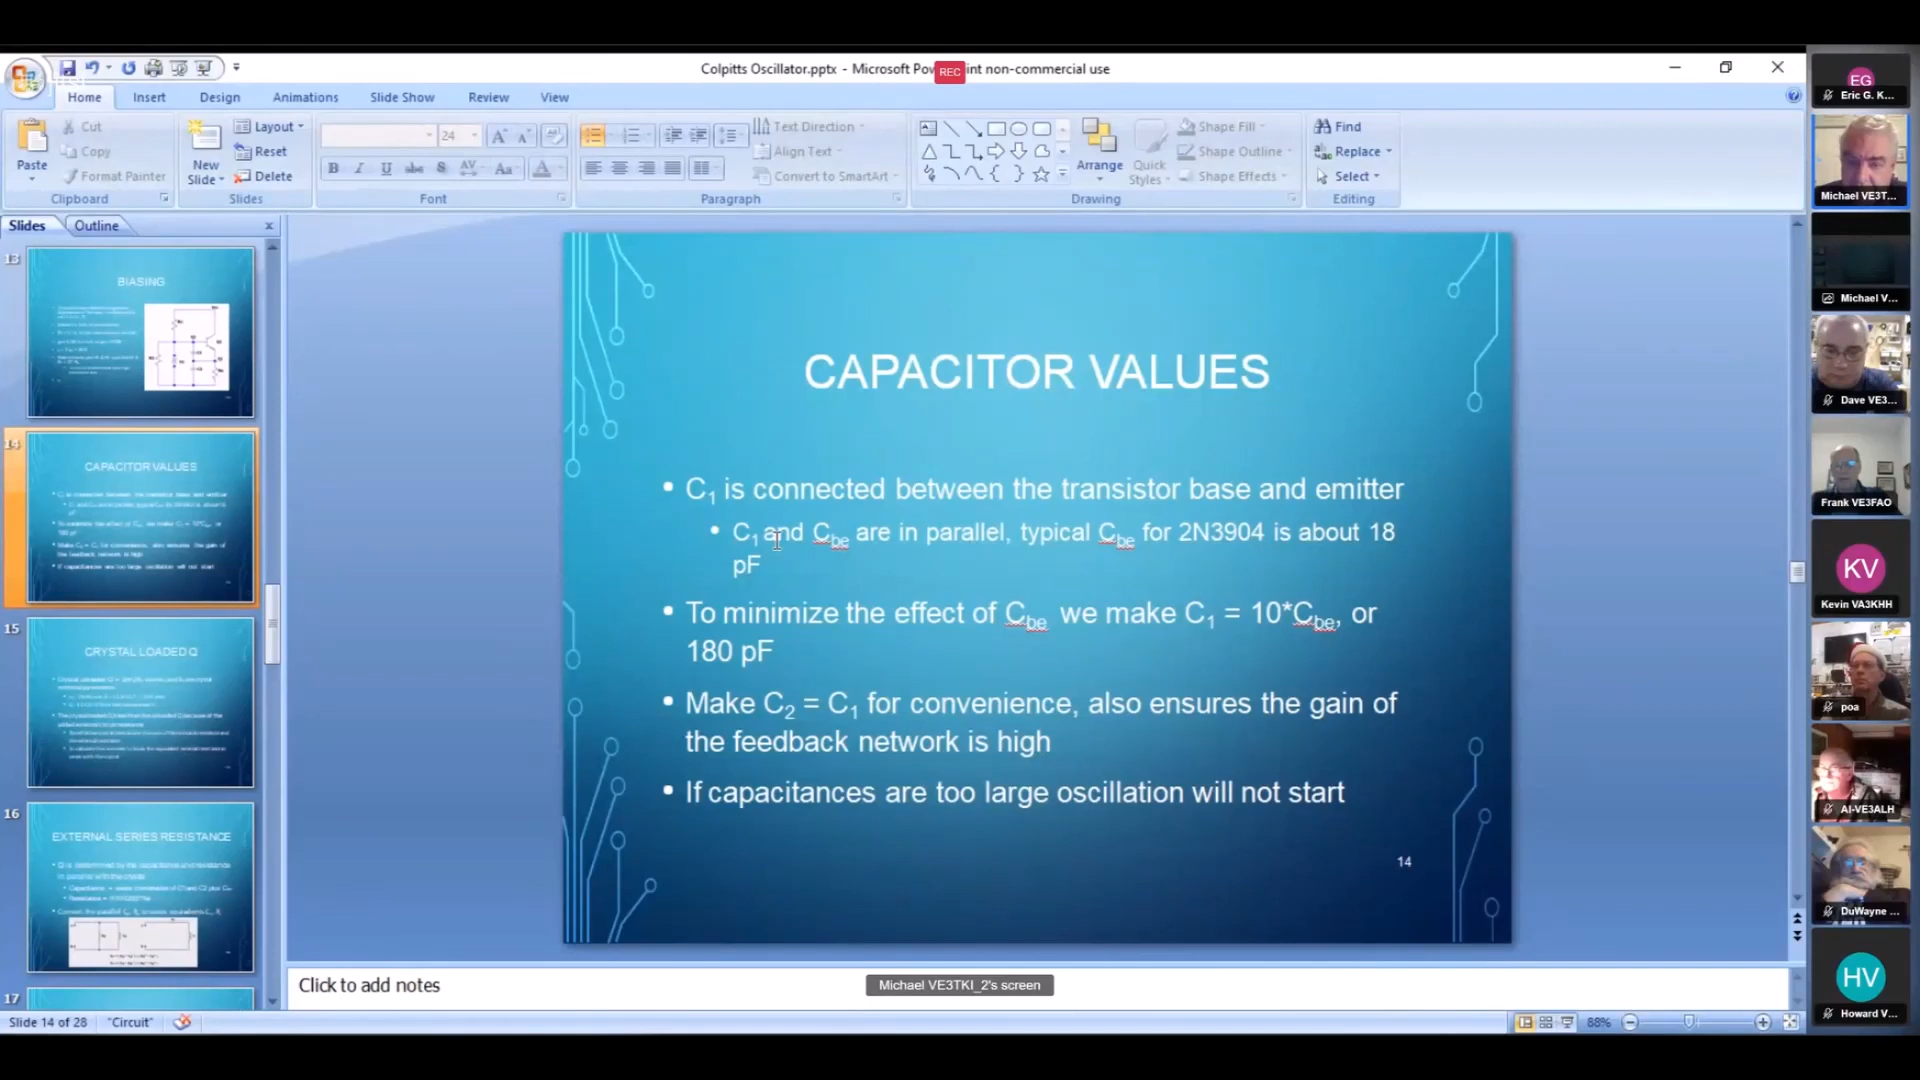 Colpitts Oscillator.pptx - Microsoft Pow
REC
int non-commercial use
Home
Insert
Design
Animations
Slide Show
Review
View
Paste
Cut
Copy
Format Painter
Clipboard
New
Slide
Layout
Reset
Delete
Slides
24
Font
Paragraph
Text Direction
Align Text
Convert to SmartArt
Arrange
Quick
Styles
Shape Fill
Shape Outline
Shape Effects
Drawing
Find
Replace
Select
Editing
Slides
Outline
13
BIASING
14
CAPACITOR VALUES
15
CRYSTAL LOADED Q
16
EXTERNAL SERIES RESISTANCE
17
CAPACITOR VALUES
• C1 is connected between the transistor base and emitter
• C1 and Cbe are in parallel, typical Cbe for 2N3904 is about 18
pF
• To minimize the effect of Cbe we make C1 = 10*Cbe, or
180 pF
• Make C2 = C1 for convenience, also ensures the gain of
the feedback network is high
• If capacitances are too large oscillation will not start
14
Click to add notes
Michael VE3TKI_2's screen
Slide 14 of 28
"Circuit"
88%
EG
Eric G. K...
Michael VE3T...
Michael V...
Dave VE3...
Frank VE3FAO
KV
Kevin VA3KHH
poa
Al-VE3ALH
DuWayne ...
HV
Howard V...